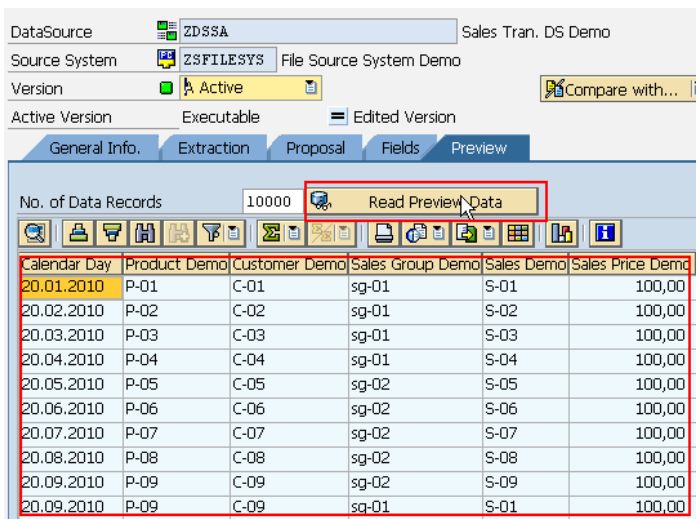 DataSource ZDSSA Sales Tran. DS Demo
Source System ZSFILESYS File Source System Demo
Version Active Compare with...
Active Version Executable = Edited Version
General Info. Extraction Proposal Fields Preview
No. of Data Records 10000 Read Preview Data
Calendar Day Product Demo Customer Demo Sales Group Demo Sales Demo Sales Price Demo
20.01.2010 P-01 C-01 sg-01 S-01 100,00
20.02.2010 P-02 C-02 sg-01 S-02 100,00
20.03.2010 P-03 C-03 sg-01 S-03 100,00
20.04.2010 P-04 C-04 sg-01 S-04 100,00
20.05.2010 P-05 C-05 sg-02 S-05 100,00
20.06.2010 P-06 C-06 sg-02 S-06 100,00
20.07.2010 P-07 C-07 sg-02 S-07 100,00
20.08.2010 P-08 C-08 sg-02 S-08 100,00
20.09.2010 P-09 C-09 sg-02 S-09 100,00
20.09.2010 P-09 C-09 sg-01 S-01 100,00